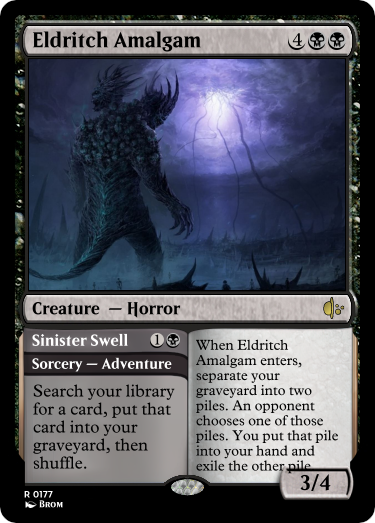 Eldritch Amalgam 4
Creature — Horror
Sinister Swell 1
Sorcery — Adventure
Search your library
for a card, put that
card into your
graveyard, then
shuffle.
When Eldritch
Amalgam enters,
separate your
graveyard into two
piles. An opponent
chooses one of those
piles. You put that pile
into your hand and
exile the other pile.
3/4
R 0177
Brom